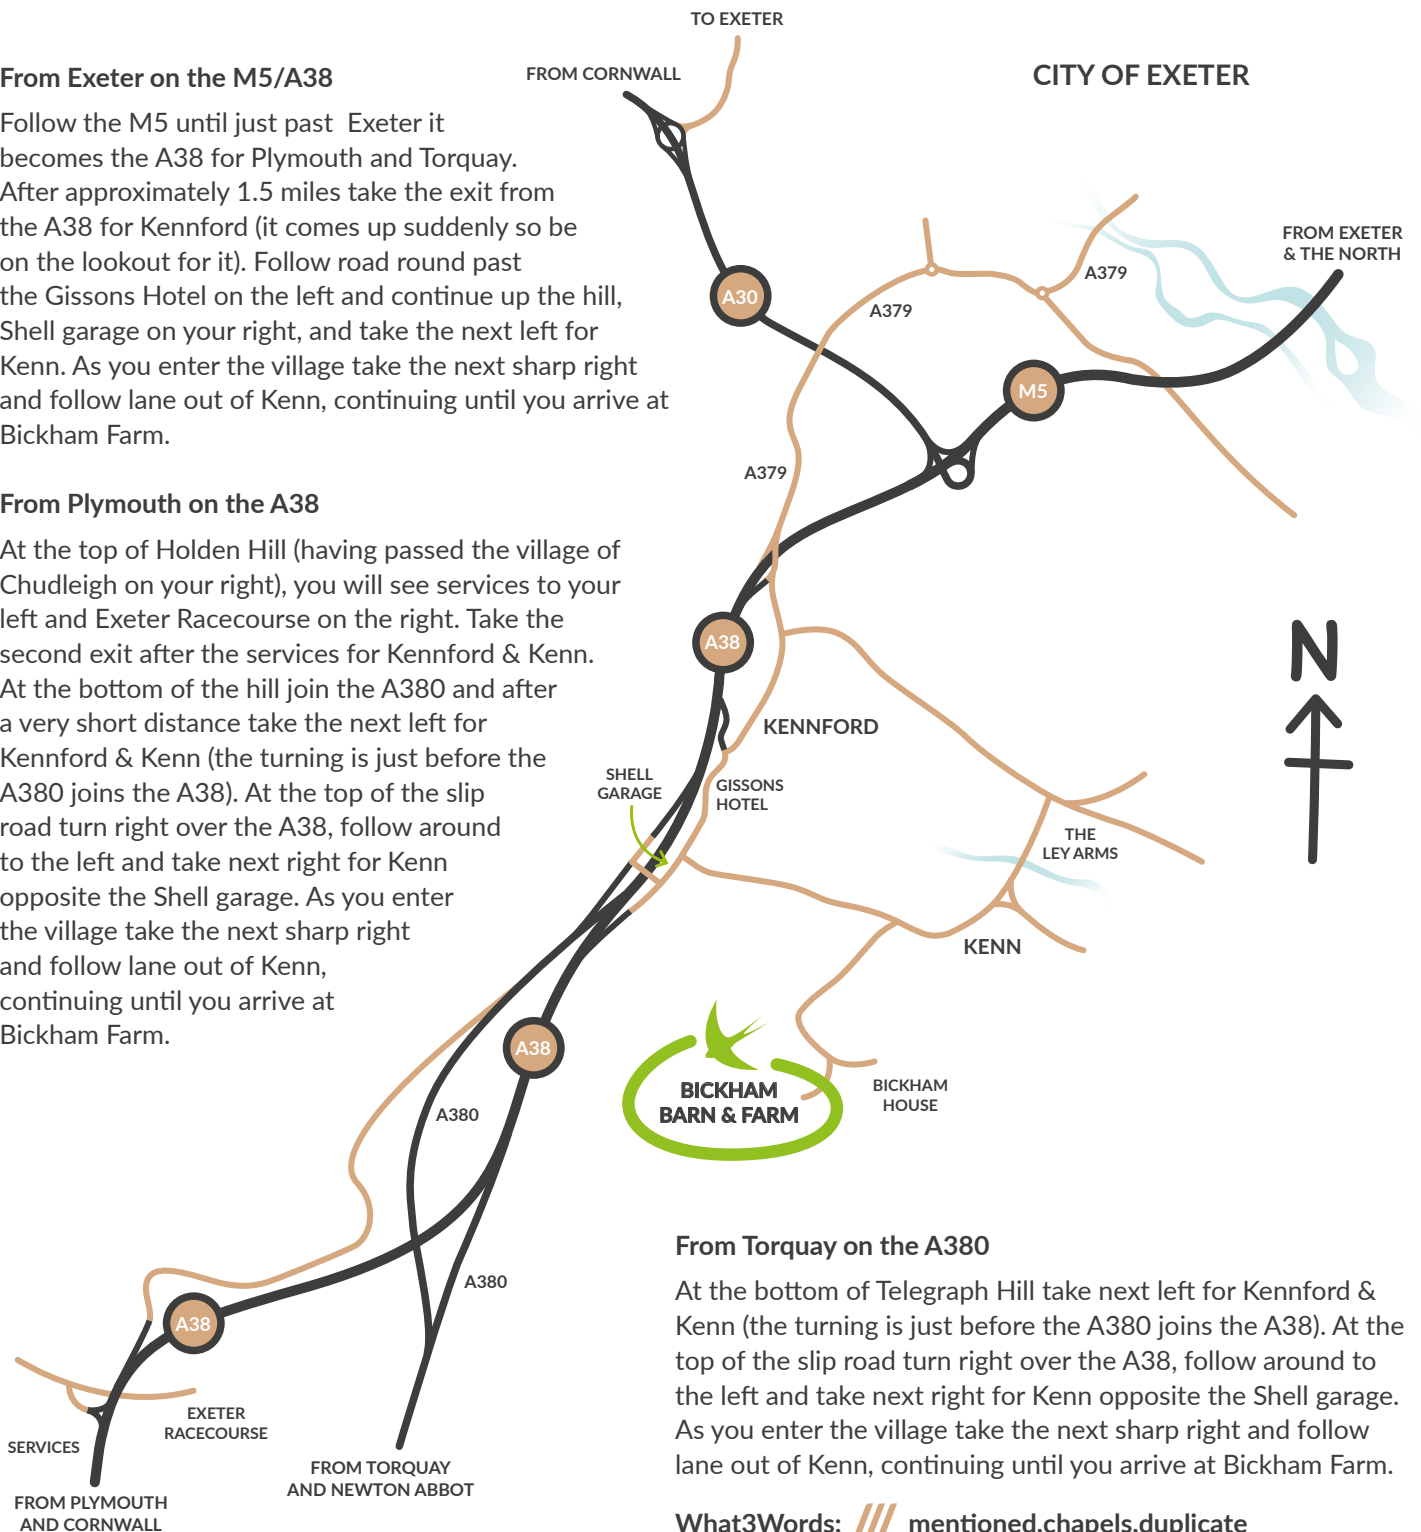 TO EXETER
FROM CORNWALL
CITY OF EXETER
From Exeter on the M5/A38
Follow the M5 until just past Exeter it
becomes the A38 for Plymouth and Torquay.
After approximately 1.5 miles take the exit from
the A38 for Kennford (it comes up suddenly so be
on the lookout for it). Follow road round past
the Gissons Hotel on the left and continue up the hill,
Shell garage on your right, and take the next left for
Kenn. As you enter the village take the next sharp right
and follow lane out of Kenn, continuing until you arrive at
Bickham Farm.
FROM EXETER
& THE NORTH
A379
A30
A379
M5
A379
From Plymouth on the A38
At the top of Holden Hill (having passed the village of
Chudleigh on your right), you will see services to your
left and Exeter Racecourse on the right. Take the
second exit after the services for Kennford & Kenn.
At the bottom of the hill join the A380 and after
a very short distance take the next left for
Kennford & Kenn (the turning is just before the
A380 joins the A38). At the top of the slip
road turn right over the A38, follow around
to the left and take next right for Kenn
opposite the Shell garage. As you enter
the village take the next sharp right
and follow lane out of Kenn,
continuing until you arrive at
Bickham Farm.
A38
N
KENNFORD
SHELL
GARAGE
GISSONS
HOTEL
THE
LEY ARMS
KENN
A38
BICKHAM
BARN & FARM
BICKHAM
HOUSE
A380
A380
A38
EXETER
RACECOURSE
SERVICES
FROM TORQUAY
AND NEWTON ABBOT
FROM PLYMOUTH
AND CORNWALL
From Torquay on the A380
At the bottom of Telegraph Hill take next left for Kennford &
Kenn (the turning is just before the A380 joins the A38). At the
top of the slip road turn right over the A38, follow around to
the left and take next right for Kenn opposite the Shell garage.
As you enter the village take the next sharp right and follow
lane out of Kenn, continuing until you arrive at Bickham Farm.
What3Words: /// mentioned.chapels.duplicate